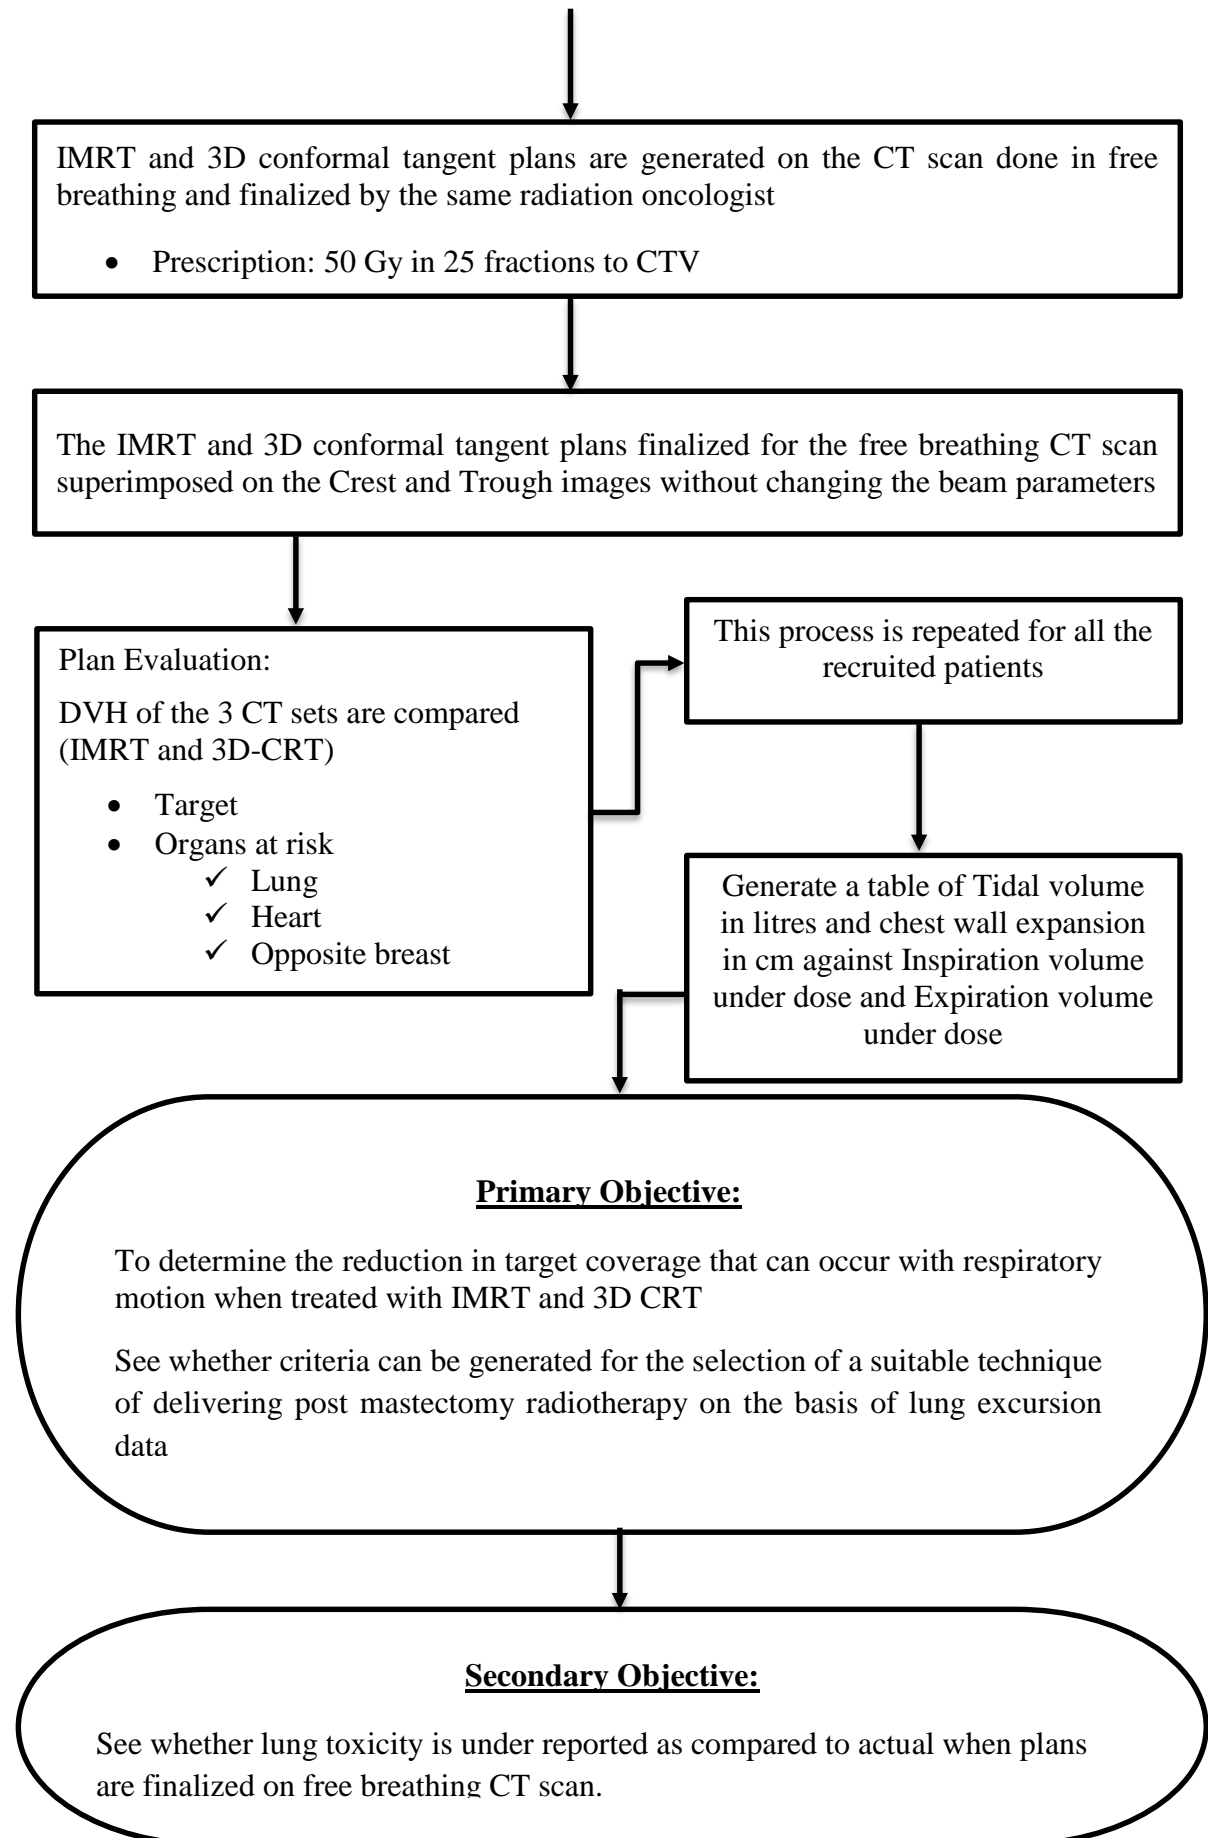 IMRT and 3D conformal tangent plans are generated on the CT scan done in free
breathing and finalized by the same radiation oncologist
• Prescription: 50 Gy in 25 fractions to CTV
The IMRT and 3D conformal tangent plans finalized for the free breathing CT scan
superimposed on the Crest and Trough images without changing the beam parameters
Plan Evaluation:
DVH of the 3 CT sets are compared
(IMRT and 3D-CRT)
• Target
• Organs at risk
✓ Lung
✓ Heart
✓ Opposite breast
This process is repeated for all the
recruited patients
Generate a table of Tidal volume
in litres and chest wall expansion
in cm against Inspiration volume
under dose and Expiration volume
under dose
Primary Objective:
To determine the reduction in target coverage that can occur with respiratory
motion when treated with IMRT and 3D CRT
See whether criteria can be generated for the selection of a suitable technique
of delivering post mastectomy radiotherapy on the basis of lung excursion
data
Secondary Objective:
See whether lung toxicity is under reported as compared to actual when plans
are finalized on free breathing CT scan.